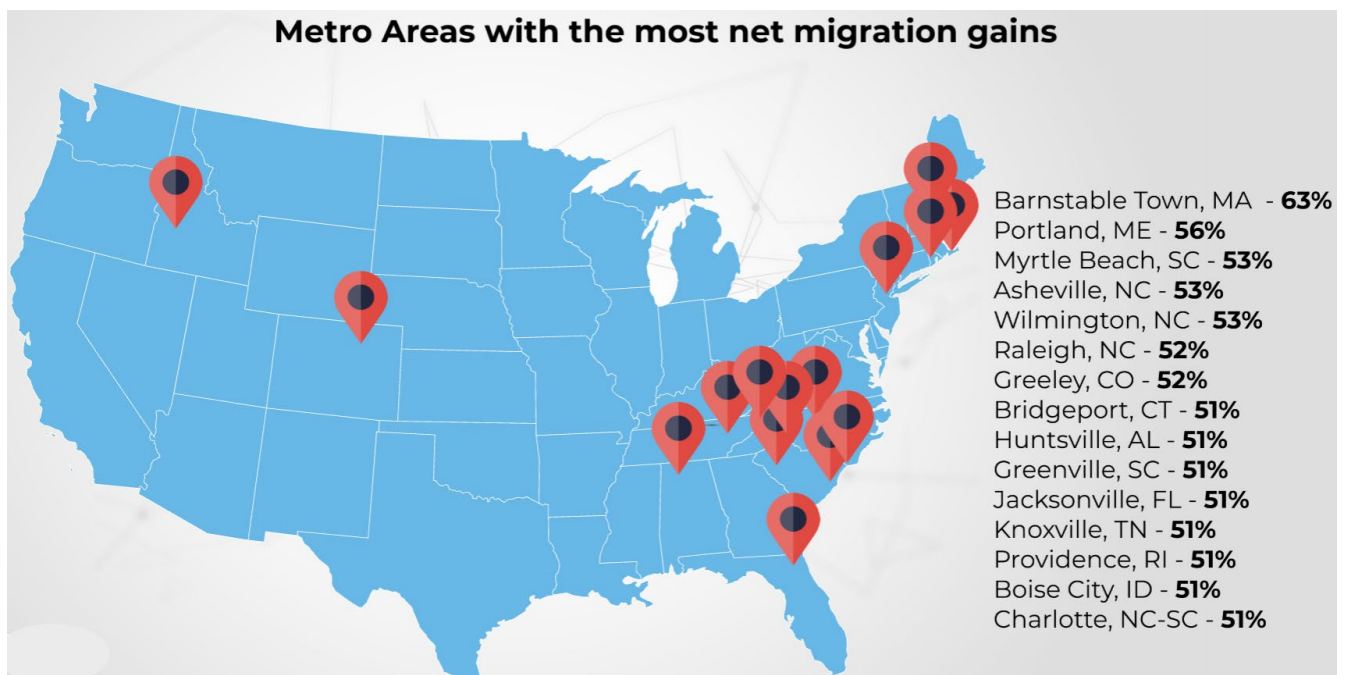 Metro Areas with the most net migration gains
Barnstable Town, MA - 63%
Portland, ME - 56%
Myrtle Beach, SC - 53%
Asheville, NC - 53%
Wilmington, NC - 53%
Raleigh, NC - 52%
Greeley, CO - 52%
Bridgeport, CT - 51%
Huntsville, AL - 51%
Greenville, SC - 51%
Jacksonville, FL - 51%
Knoxville, TN - 51%
Providence, RI - 51%
Boise City, ID - 51%
Charlotte, NC-SC - 51%